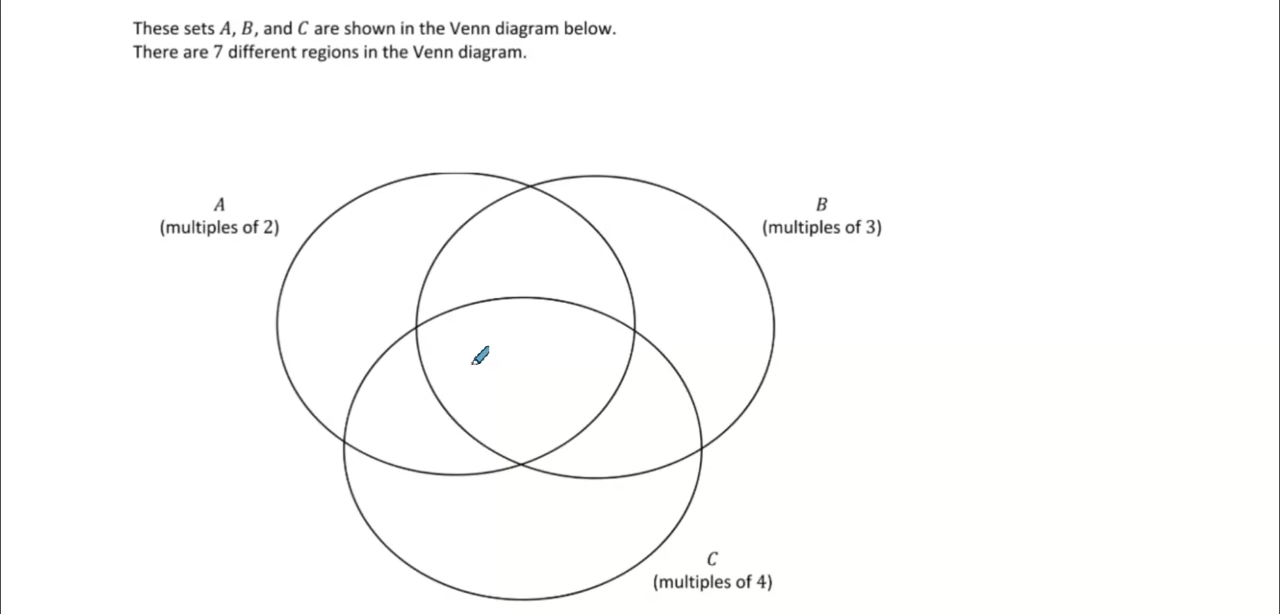 These sets A, B, and C are shown in the Venn diagram below.
There are 7 different regions in the Venn diagram.
A
(multiples of 2)
B
(multiples of 3)
C
(multiples of 4)